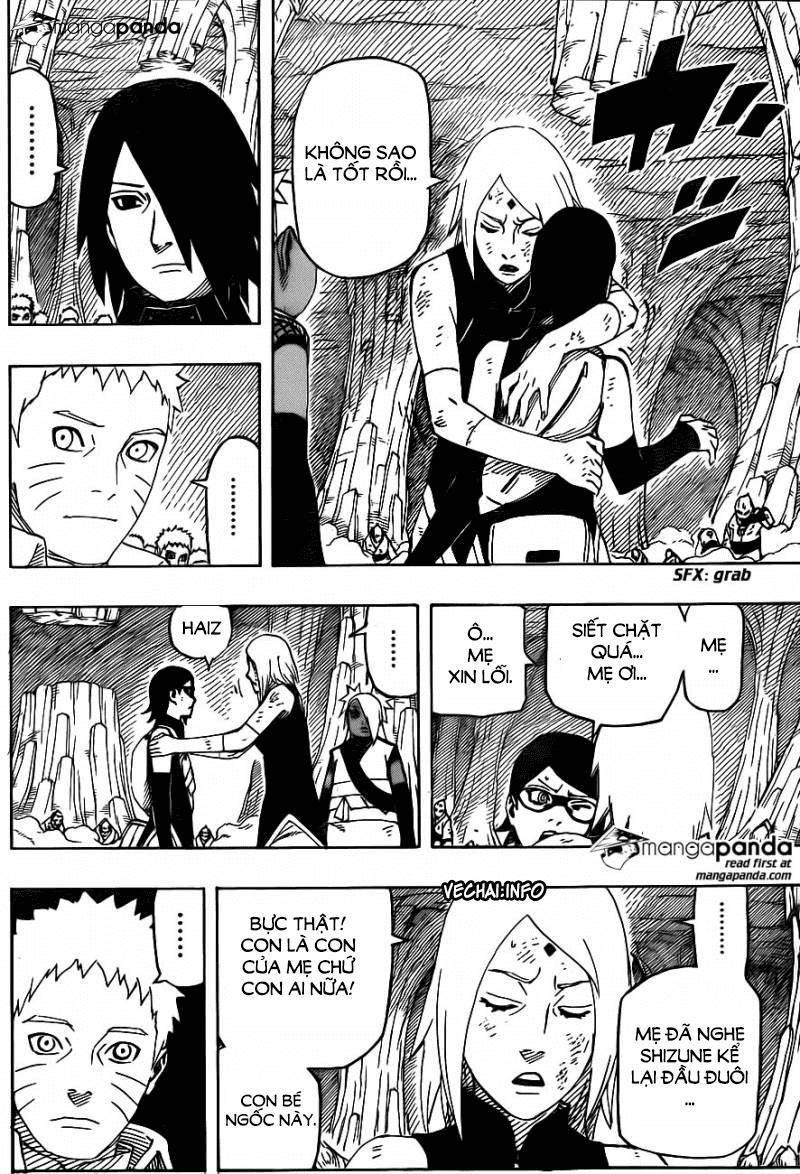 mangapanda
KHÔNG SAO
LÀ TỐT RỒI...
ガッ
.......
.......
SFX: grab
MẸ
...
SIẾT CHẶT
QUÁ...
MẸ ƠI...
Ô...
MẸ
XIN LỖI.
.......
HAIZ
mangapanda
read first at
mangapanda.com
VECHAI.INFO
.......
MẸ ĐÃ NGHE
SHIZUNE KỂ
LẠI ĐẦU ĐUÔI
...
BỰC THẬT!
CON LÀ CON
CỦA MẸ CHỨ
CON AI NỮA!
CON BÉ
NGỐC NÀY.
.......